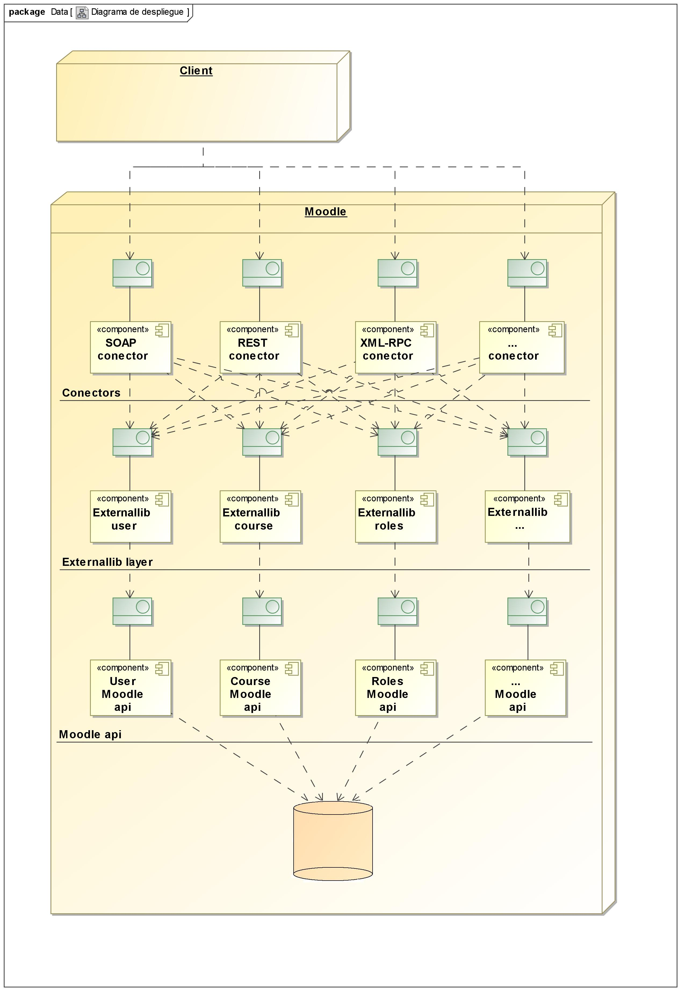 package Data [ Diagrama de despliegue ]
Client
Moodle
«component» «component» «component» «component»
SOAP REST XML-RPC ...
conector conector conector conector
Conectors
«component» «component» «component» «component»
Externallib Externallib Externallib Externallib
user course roles ...
Externallib layer
«component» «component» «component» «component»
User Course Roles ...
Moodle Moodle Moodle Moodle
api api api api
Moodle api